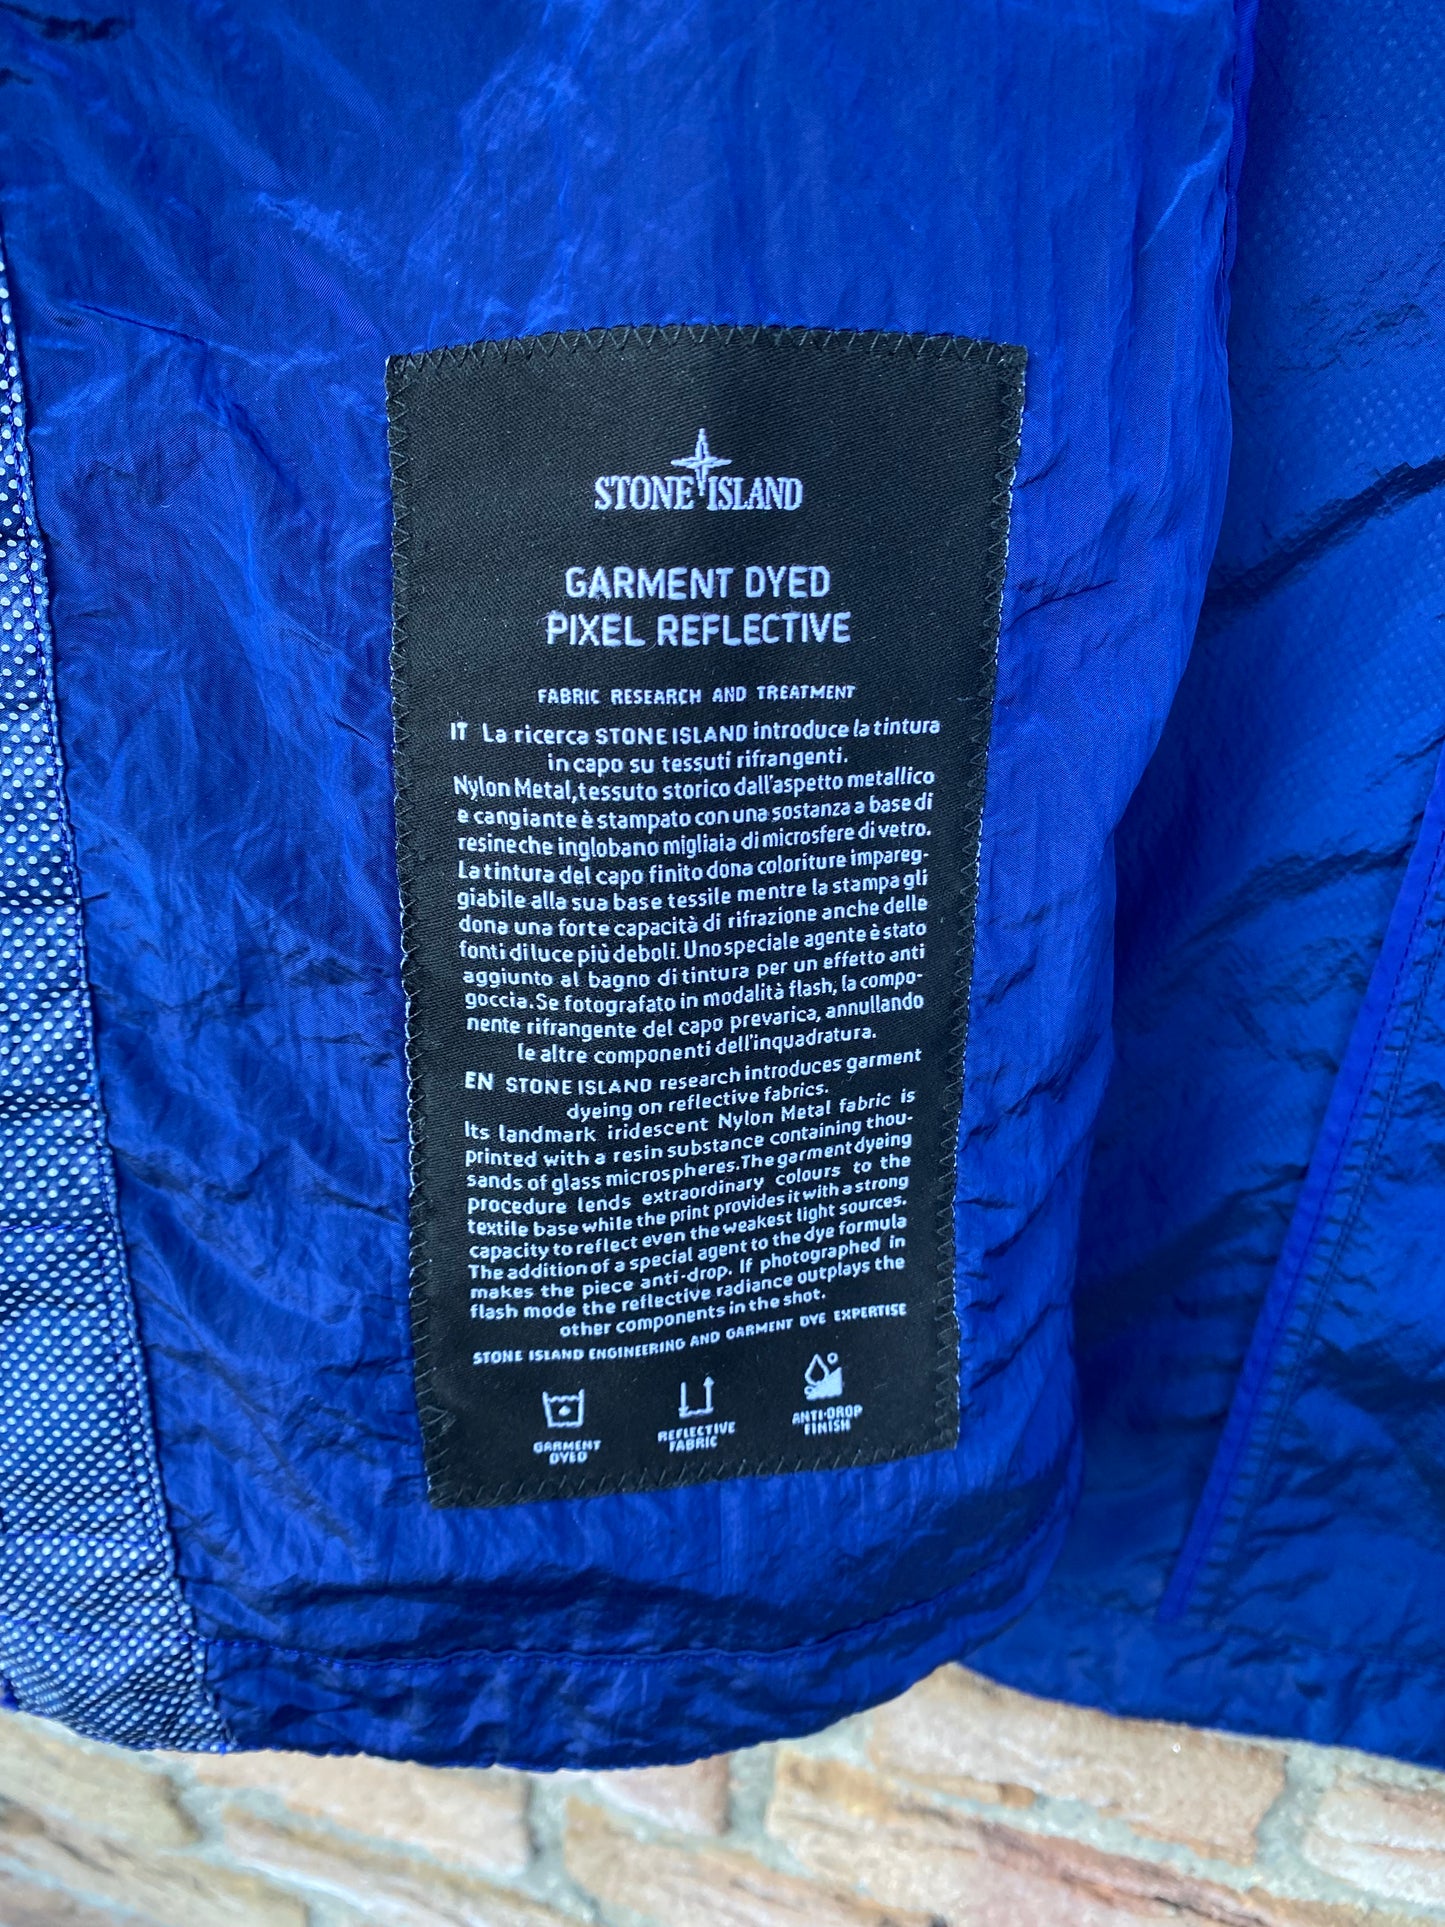 STONE ISLAND
GARMENT DYED
PIXEL REFLECTIVE
FABRIC RESEARCH AND TREATMENT
IT La ricerca STONE ISLAND introduce la tintura
in capo su tessuti rifrangenti.
Nylon Metal, tessuto storico dall'aspetto metallico
e cangiante è stampato con una sostanza a base di
resine che inglobano migliaia di microsfere di vetro.
La tintura del capo finito dona coloriture impareg-
giabile alla sua base tessile mentre la stampa gli
dona una forte capacità di rifrazione anche delle
fonti di luce più deboli. Uno speciale agente è stato
aggiunto al bagno di tintura per un effetto anti
goccia. Se fotografato in modalità flash, la compo-
nente rifrangente del capo prevarica, annullando
le altre componenti dell'inquadratura.
EN STONE ISLAND research introduces garment
dyeing on reflective fabrics.
Its landmark iridescent Nylon Metal fabric is
printed with a resin substance containing thou-
sands of glass microspheres. The garment dyeing
procedure lends extraordinary colours to the
textile base while the print provides it with a strong
capacity to reflect even the weakest light sources.
The addition of a special agent to the dye formula
makes the piece anti-drop. If photographed in
flash mode the reflective radiance outplays the
other components in the shot.
STONE ISLAND ENGINEERING AND GARMENT DYE EXPERTISE
GARMENT
DYED
REFLECTIVE
FABRIC
ANTI-DROP
FINISH